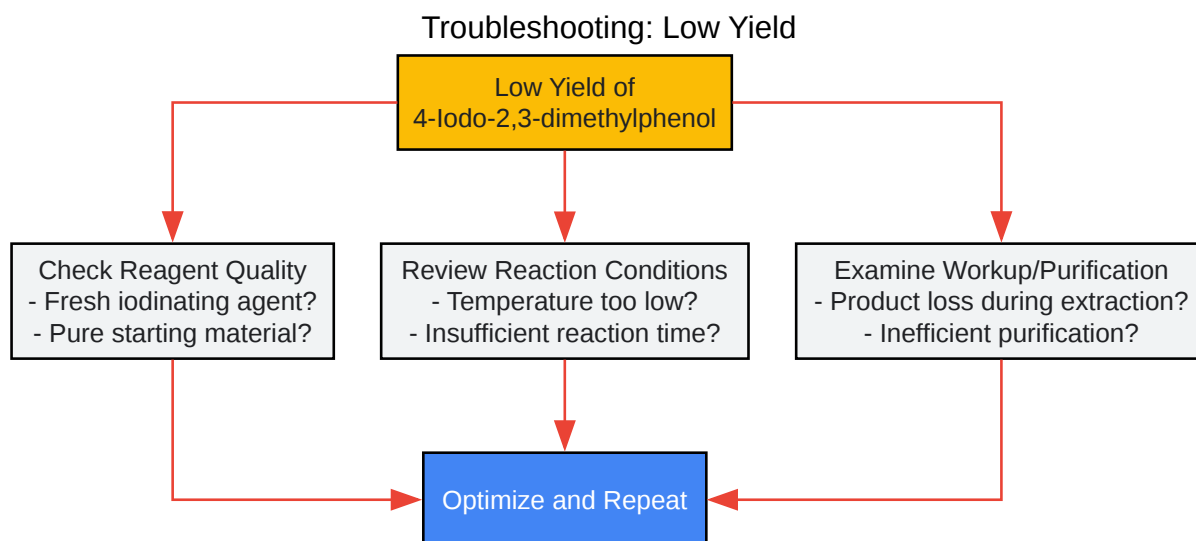 Troubleshooting: Low Yield
Low Yield of
4-Iodo-2,3-dimethylphenol
Check Reagent Quality
- Fresh iodinating agent?
- Pure starting material?
Review Reaction Conditions
- Temperature too low?
- Insufficient reaction time?
Examine Workup/Purification
- Product loss during extraction?
- Inefficient purification?
Optimize and Repeat